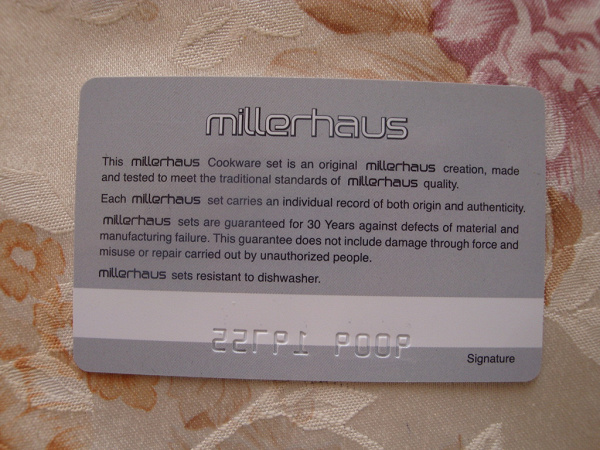 millerhaus
This millerhaus Cookware set is an original millerhaus creation, made
and tested to meet the traditional standards of millerhaus quality.
Each millerhaus set carries an individual record of both origin and authenticity.
millerhaus sets are guaranteed for 30 Years against defects of material and
manufacturing failure. This guarantee does not include damage through force and
misuse or repair carried out by unauthorized people.
millerhaus sets resistant to dishwasher.
Signature